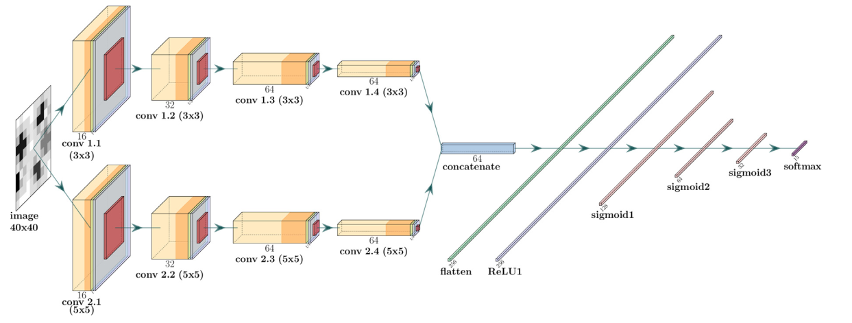 16
conv 1.1
(3x3)
32
conv 1.2 (3x3)
64
conv 1.3 (3x3)
64
conv 1.4 (3x3)
image
40x40
64
concatenate
16
conv 2.1
(5x5)
32
conv 2.2 (5x5)
64
conv 2.3 (5x5)
64
conv 2.4 (5x5)
flatten
ReLU1
sigmoid1
sigmoid2
sigmoid3
softmax